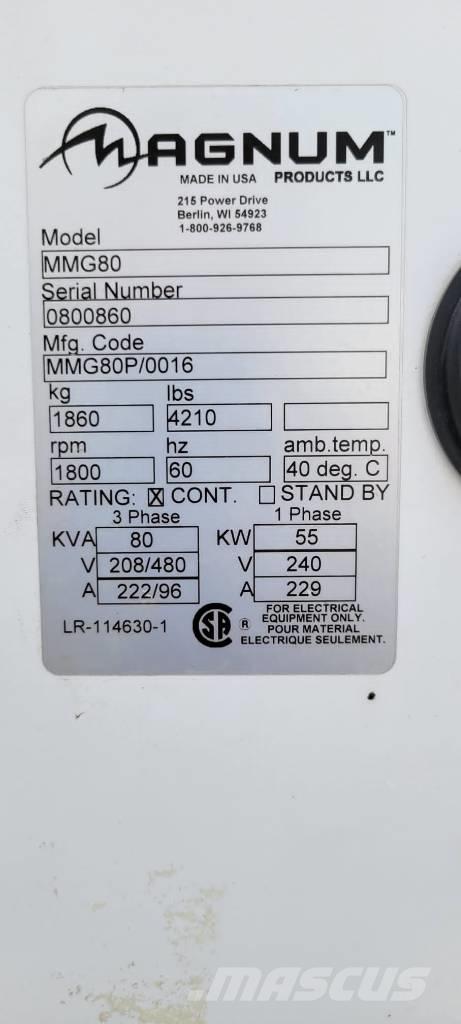 MAGNUM™
MADE IN USA PRODUCTS LLC
215 Power Drive
Berlin, WI 54923
1-800-926-9768
Model
MMG80
Serial Number
0800860
Mfg. Code
MMG80P/0016
kg lbs
1860 4210
rpm hz amb.temp.
1800 60 40 deg. C
RATING: ☒ CONT. ☐ STAND BY
3 Phase 1 Phase
KVA 80 KW 55
V 208/480 V 240
A 222/96 A 229
LR-114630-1 CSA ® FOR ELECTRICAL
EQUIPMENT ONLY.
POUR MATERIAL
ELECTRIQUE SEULEMENT.
MASCUS